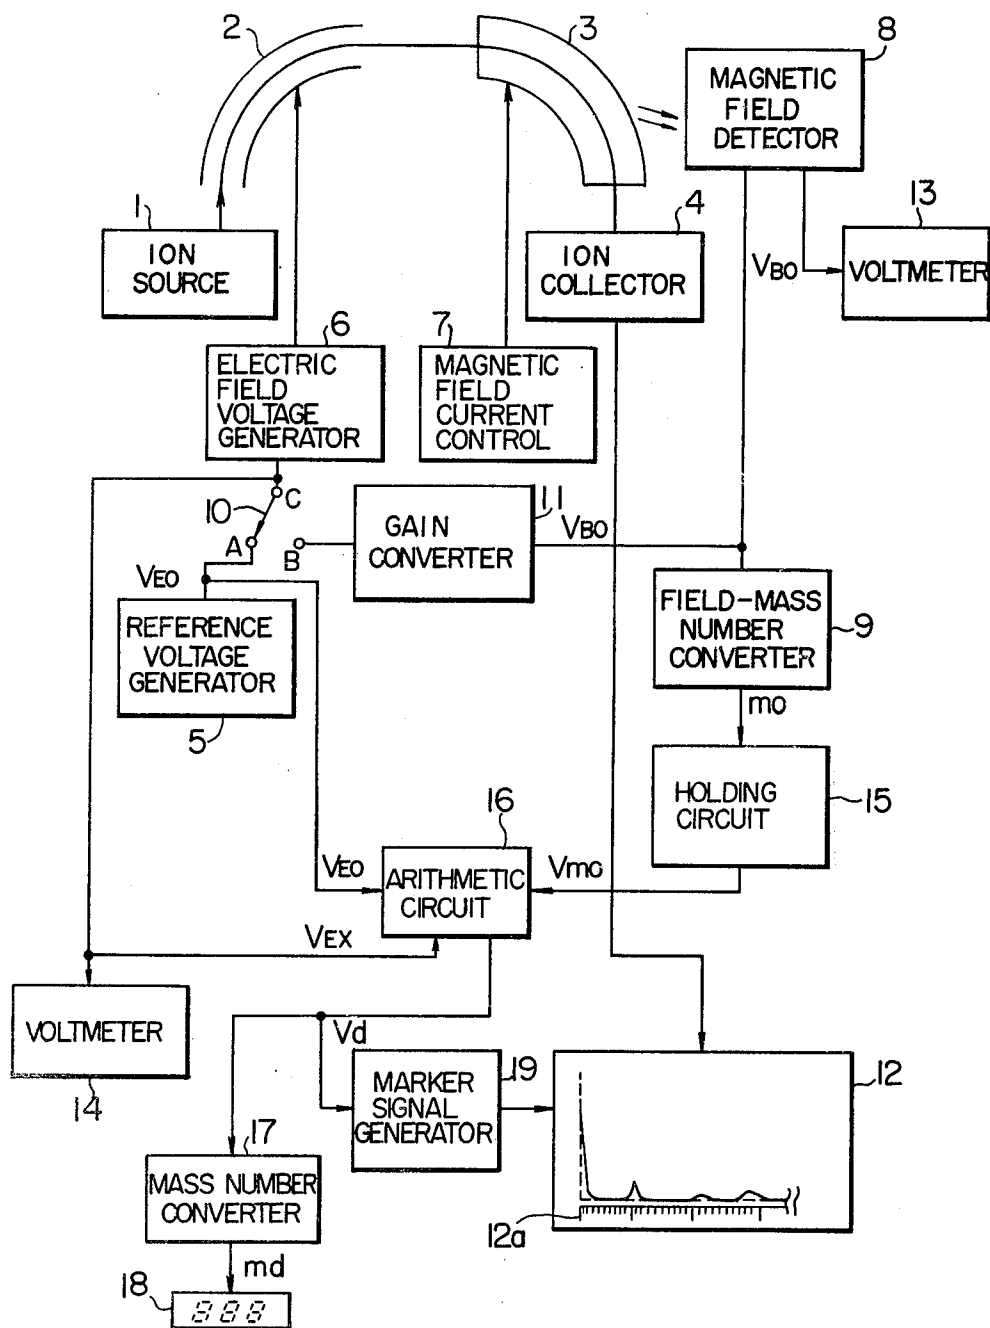 2
3
8
MAGNETIC
FIELD
DETECTOR
1
ION
SOURCE
4
ION
COLLECTOR
13
VBO
VOLTMETER
6
ELECTRIC
FIELD
VOLTAGE
GENERATOR
7
MAGNETIC
FIELD
CURRENT
CONTROL
10
C
A
B
11
GAIN
CONVERTER
VBO
VEO
REFERENCE
VOLTAGE
GENERATOR
5
FIELD-MASS
NUMBER
CONVERTER
9
mo
HOLDING
CIRCUIT
15
16
VEO
ARITHMETIC
CIRCUIT
Vmo
VEX
VOLTMETER
14
Vd
19
MARKER
SIGNAL
GENERATOR
12
12a
17
MASS NUMBER
CONVERTER
md
18
888